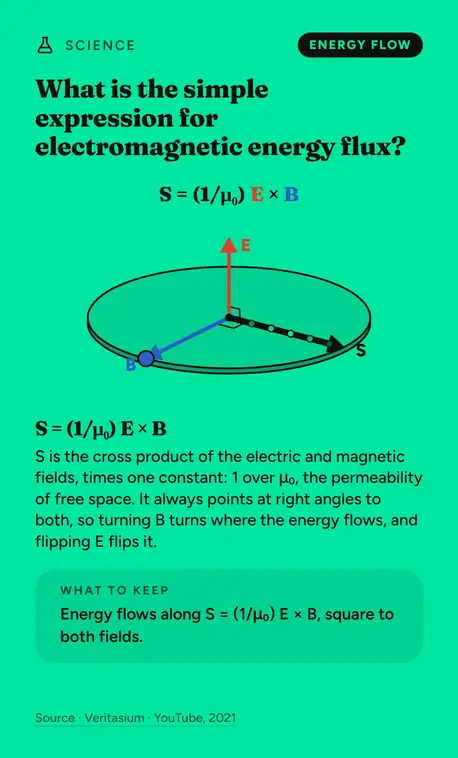 SCIENCE
ENERGY FLOW
What is the simple
expression for
electromagnetic energy flux?
S = (1/μ₀) E × B
E
B
S
S = (1/μ₀) E × B
S is the cross product of the electric and magnetic
fields, times one constant: 1 over μ₀, the permeability
of free space. It always points at right angles to
both, so turning B turns where the energy flows, and
flipping E flips it.
WHAT TO KEEP
Energy flows along S = (1/μ₀) E × B, square to
both fields.
Source · Veritasium · YouTube, 2021